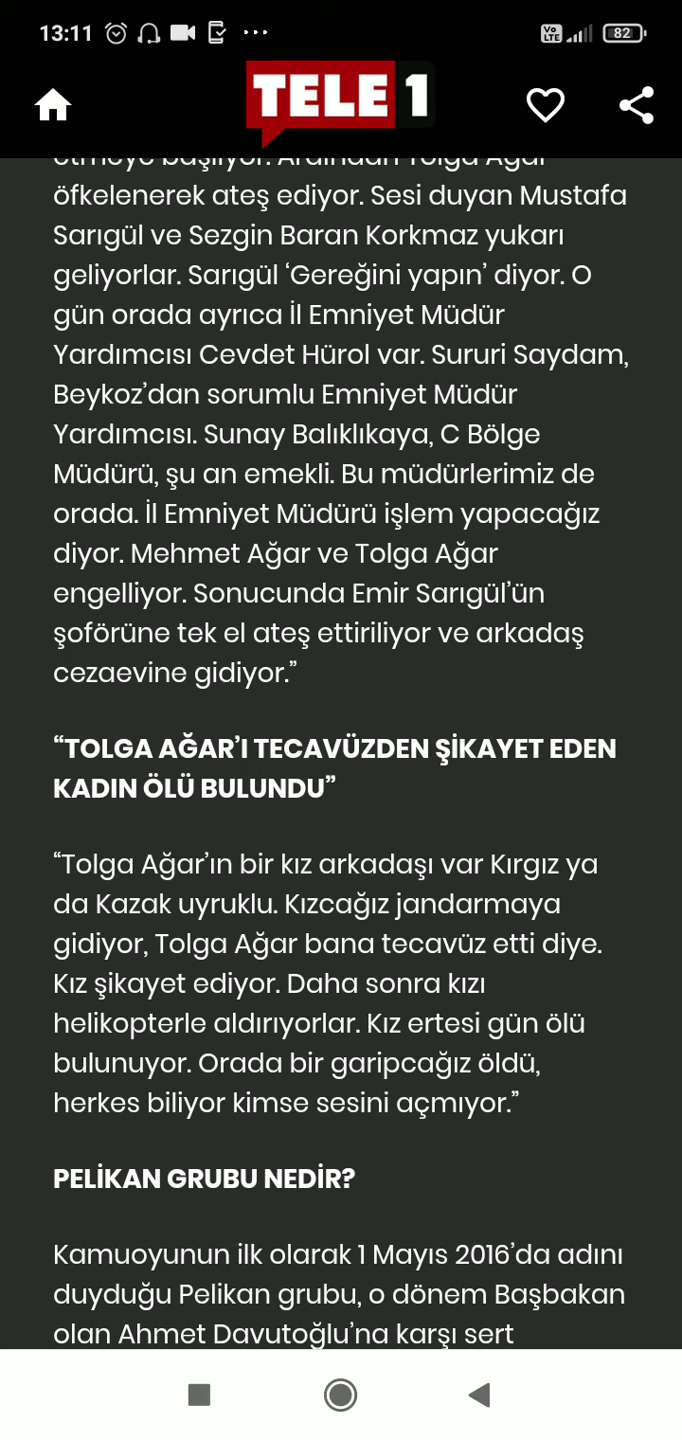 13:11
Vo LTE
82
TELE 1
etmeye başlıyor. Ardından Tolga Ağar
öfkelenerek ateş ediyor. Sesi duyan Mustafa
Sarıgül ve Sezgin Baran Korkmaz yukarı
geliyorlar. Sarıgül ‘Gereğini yapın’ diyor. O
gün orada ayrıca İl Emniyet Müdür
Yardımcısı Cevdet Hürol var. Sururi Saydam,
Beykoz’dan sorumlu Emniyet Müdür
Yardımcısı. Sunay Balıklıkaya, C Bölge
Müdürü, şu an emekli. Bu müdürlerimiz de
orada. İl Emniyet Müdürü işlem yapacağız
diyor. Mehmet Ağar ve Tolga Ağar
engelliyor. Sonucunda Emir Sarıgül’ün
şoförüne tek el ateş ettiriliyor ve arkadaş
cezaevine gidiyor.”
“TOLGA AĞAR’I TECAVÜZDEN ŞİKAYET EDEN
KADIN ÖLÜ BULUNDU”
“Tolga Ağar’ın bir kız arkadaşı var Kırgız ya
da Kazak uyruklu. Kızcağız jandarmaya
gidiyor, Tolga Ağar bana tecavüz etti diye.
Kız şikayet ediyor. Daha sonra kızı
helikopterle aldırıyorlar. Kız ertesi gün ölü
bulunuyor. Orada bir garipcağız öldü,
herkes biliyor kimse sesini açmıyor.”
PELİKAN GRUBU NEDİR?
Kamuoyunun ilk olarak 1 Mayıs 2016’da adını
duyduğu Pelikan grubu, o dönem Başbakan
olan Ahmet Davutoğlu’na karşı sert